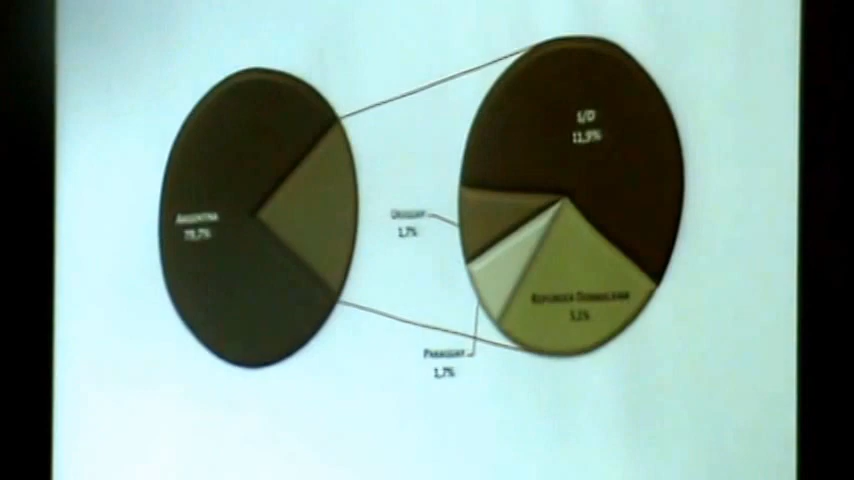 ARGENTINA
79,7%
S/D
11,9%
URUGUAY
1,7%
REPÚBLICA DOMINICANA
5,1%
PARAGUAY
1,7%